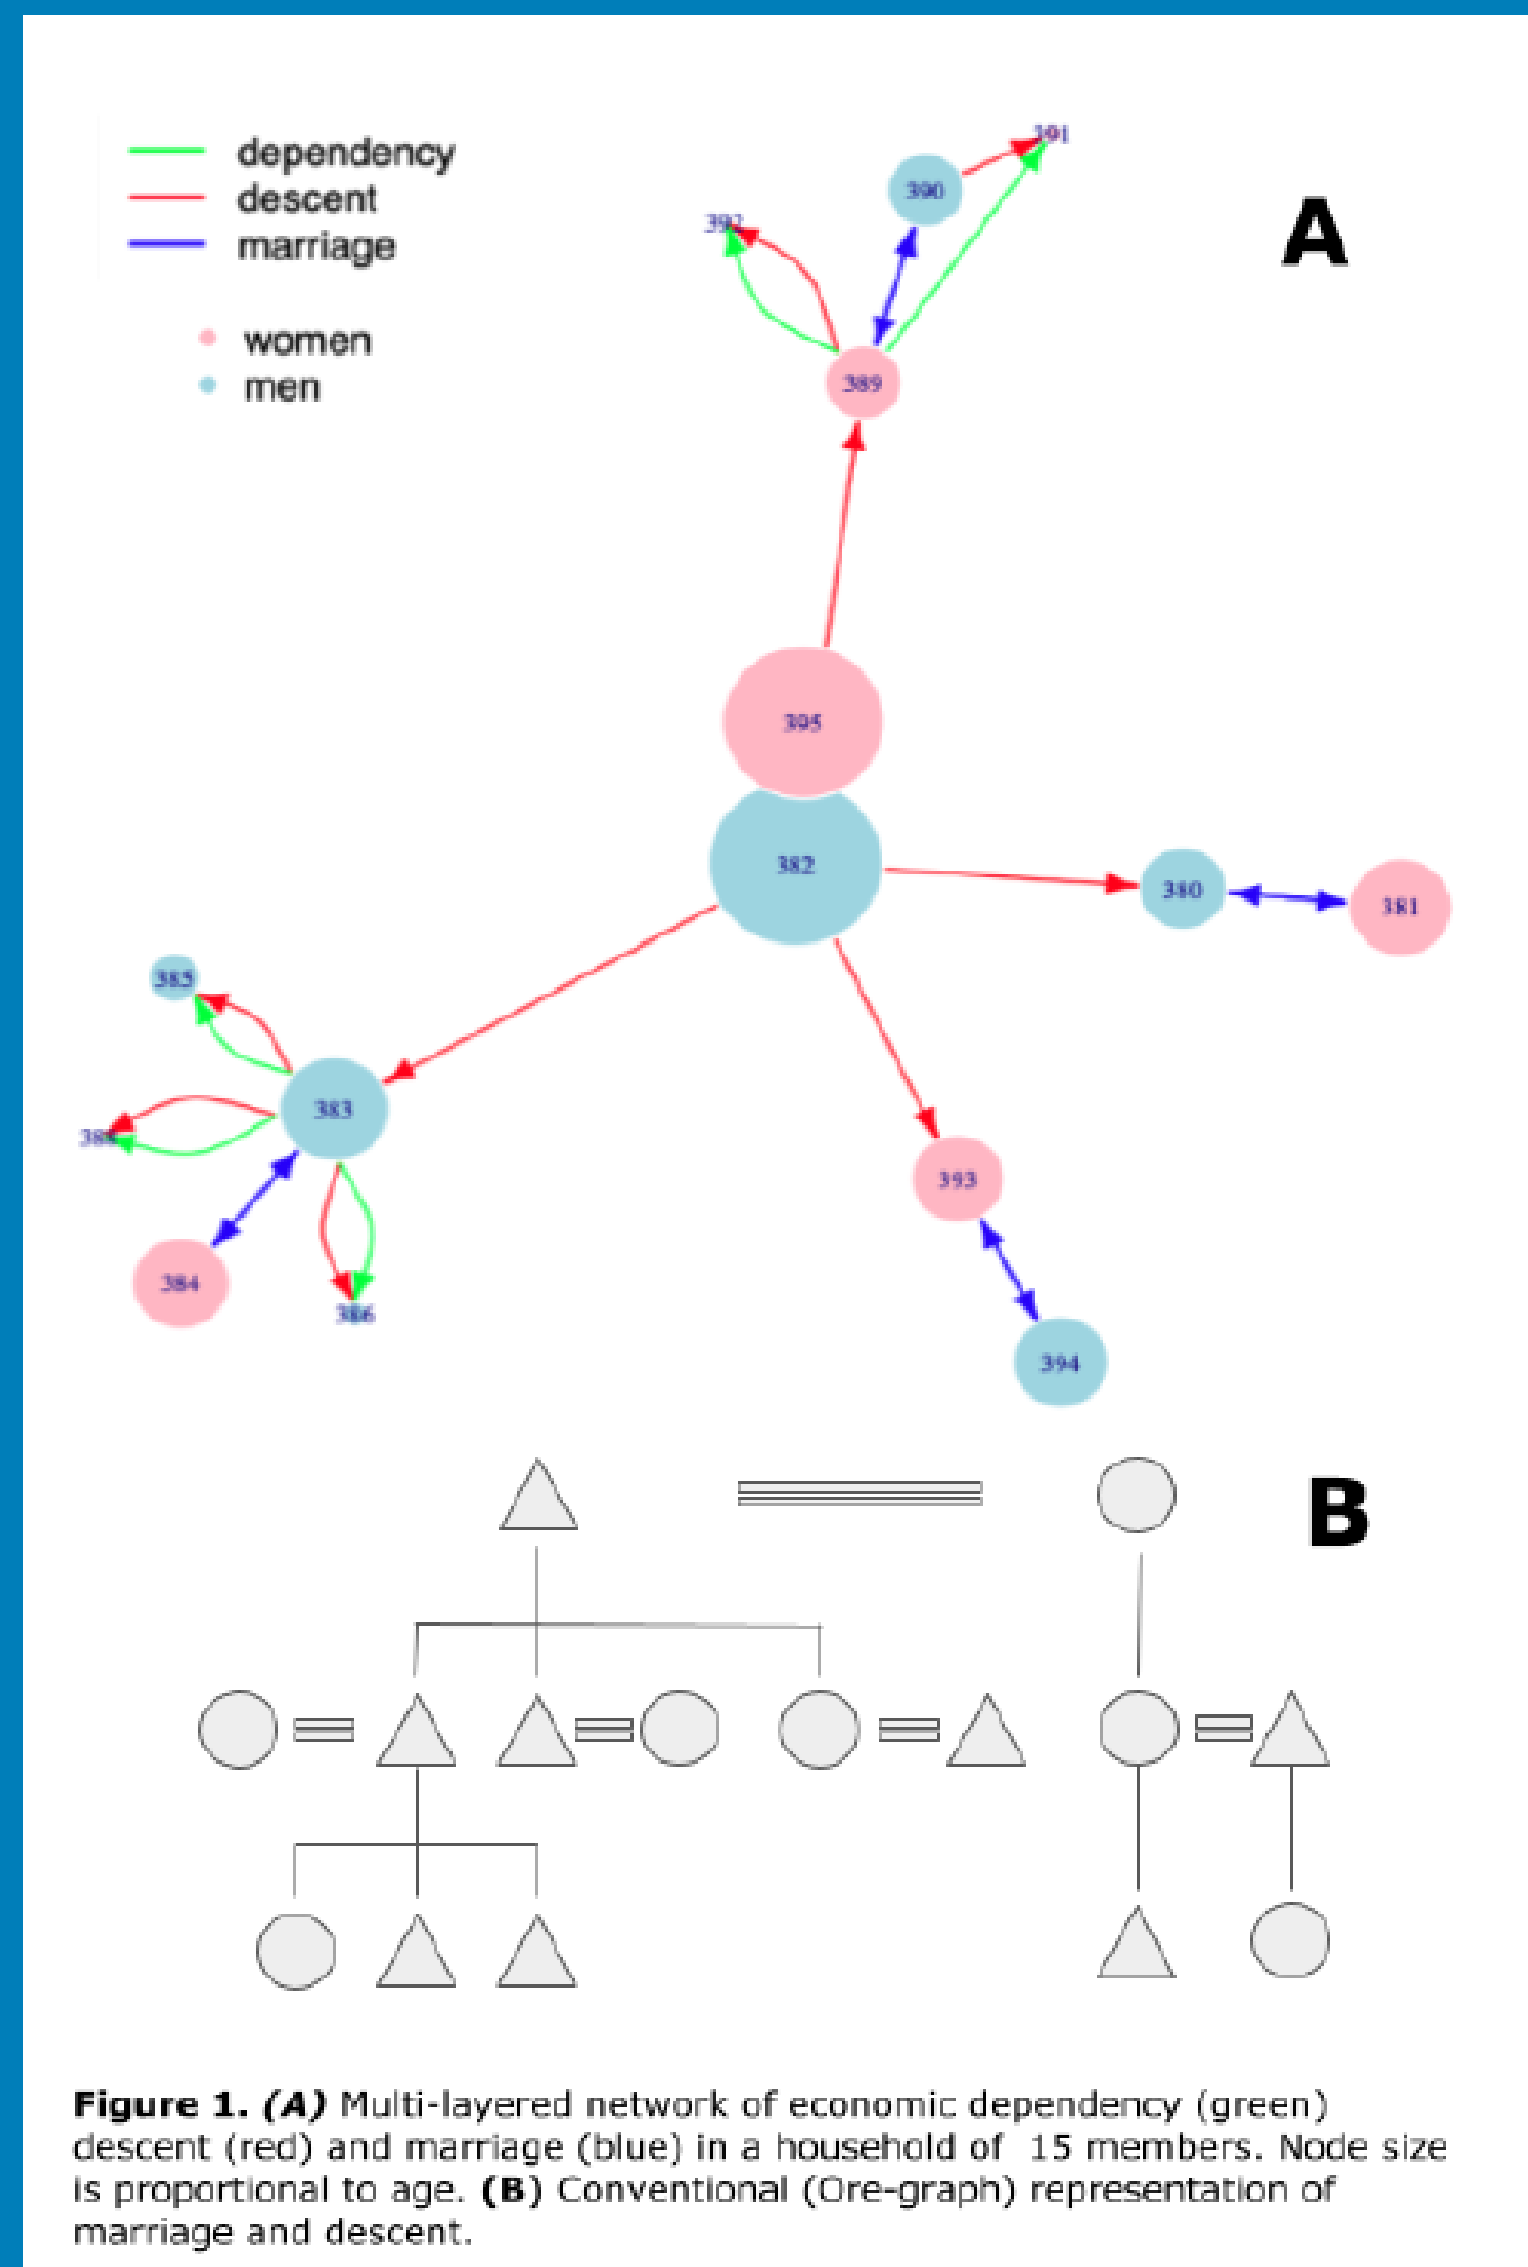 dependency
descent
marriage
women
men
A
391
390
392
389
395
382
380
381
385
383
384
386
393
394
B
Figure 1. (A) Multi-layered network of economic dependency (green)
descent (red) and marriage (blue) in a household of 15 members. Node size
is proportional to age. (B) Conventional (Ore-graph) representation of
marriage and descent.